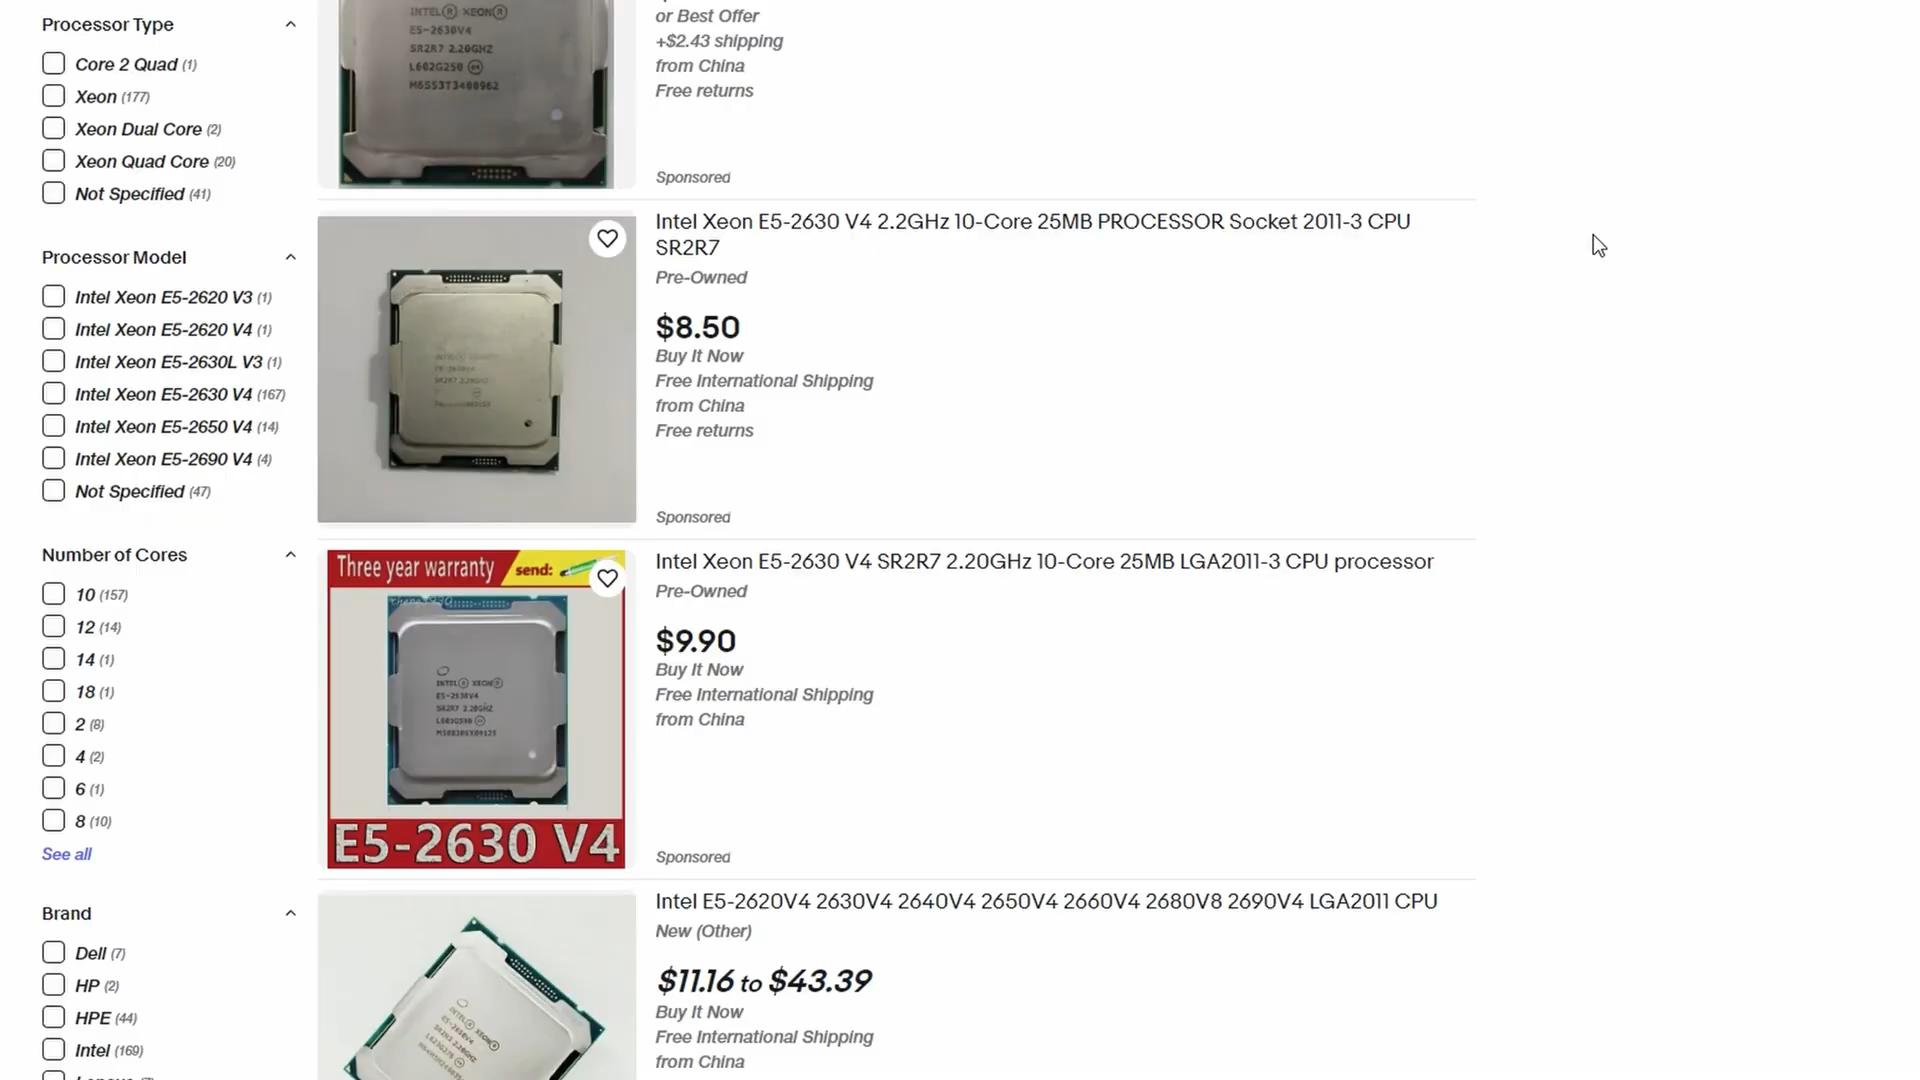 Processor Type
Core 2 Quad (1)
Xeon (177)
Xeon Dual Core (2)
Xeon Quad Core (20)
Not Specified (41)
Processor Model
Intel Xeon E5-2620 V3 (1)
Intel Xeon E5-2620 V4 (1)
Intel Xeon E5-2630L V3 (1)
Intel Xeon E5-2630 V4 (167)
Intel Xeon E5-2650 V4 (14)
Intel Xeon E5-2690 V4 (4)
Not Specified (47)
Number of Cores
10 (157)
12 (14)
14 (1)
18 (1)
2 (8)
4 (2)
6 (1)
8 (10)
See all
Brand
Dell (7)
HP (2)
HPE (44)
Intel (169)
INTEL® XEON®
E5-2630V4
SR2R7 2.20GHZ
L602G250
or Best Offer
+$2.43 shipping
from China
Free returns
Sponsored
Intel Xeon E5-2630 V4 2.2GHz 10-Core 25MB PROCESSOR Socket 2011-3 CPU
SR2R7
Pre-Owned
$8.50
Buy It Now
Free International Shipping
from China
Free returns
Sponsored
Three year warranty
send:
INTEL® XEON®
E5-2630V4
SR2R7 2.20GHZ
E5-2630 V4
Intel Xeon E5-2630 V4 SR2R7 2.20GHz 10-Core 25MB LGA2011-3 CPU processor
Pre-Owned
$9.90
Buy It Now
Free International Shipping
from China
Sponsored
Intel E5-2620V4 2630V4 2640V4 2650V4 2660V4 2680V8 2690V4 LGA2011 CPU
New (Other)
$11.16 to $43.39
Buy It Now
Free International Shipping
from China